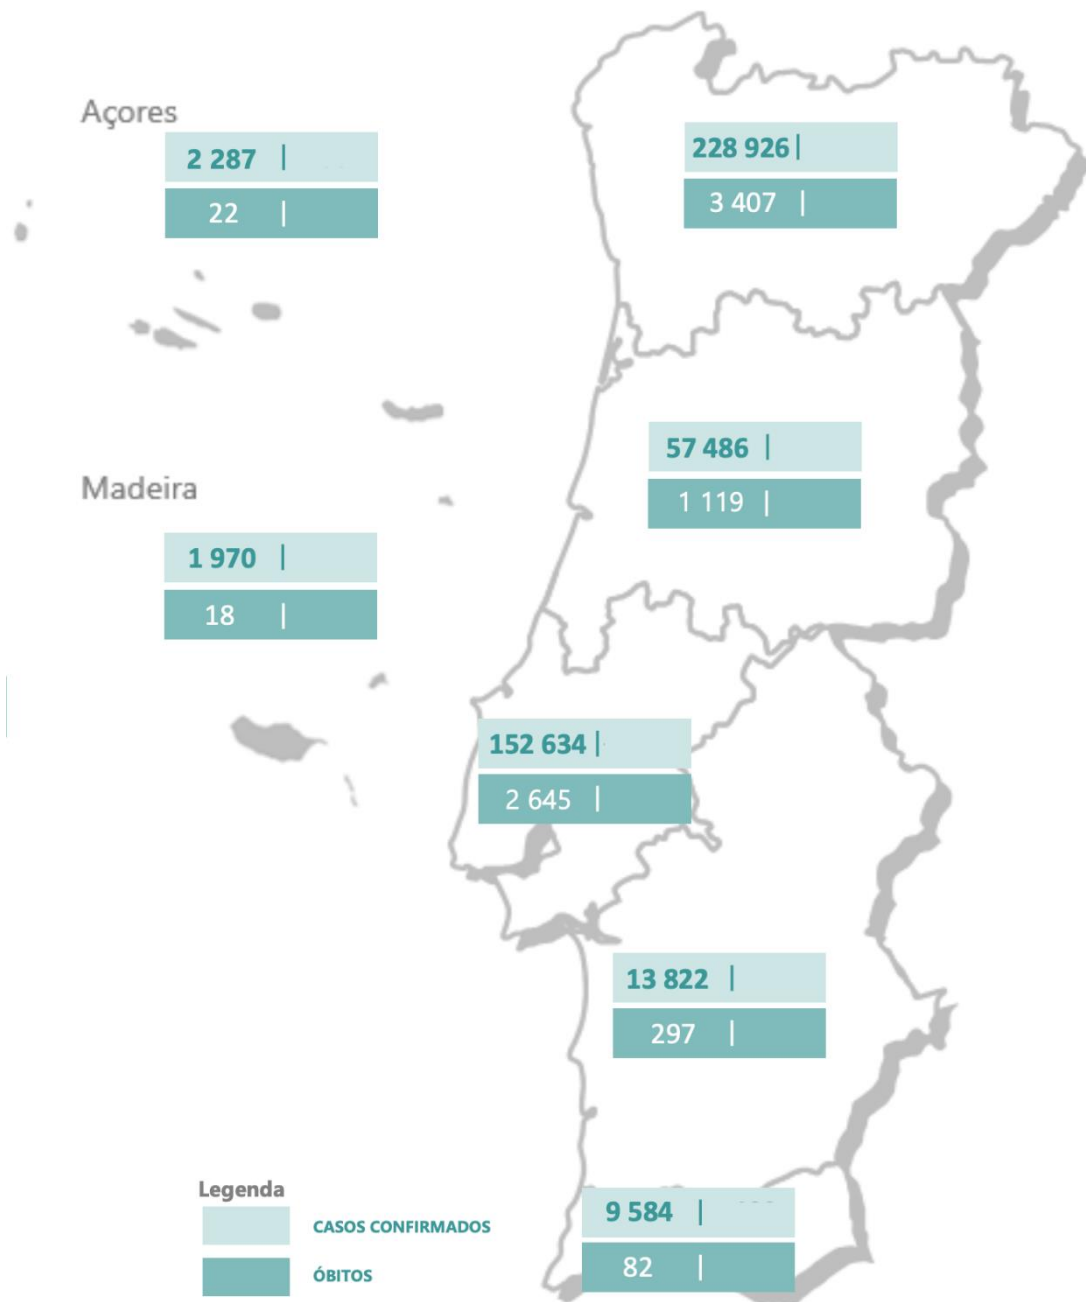 Açores
2 287 |
22 |
228 926 |
3 407 |
57 486 |
1 119 |
Madeira
1 970 |
18 |
152 634 |
2 645 |
13 822 |
297 |
9 584 |
82 |
Legenda
CASOS CONFIRMADOS
ÓBITOS